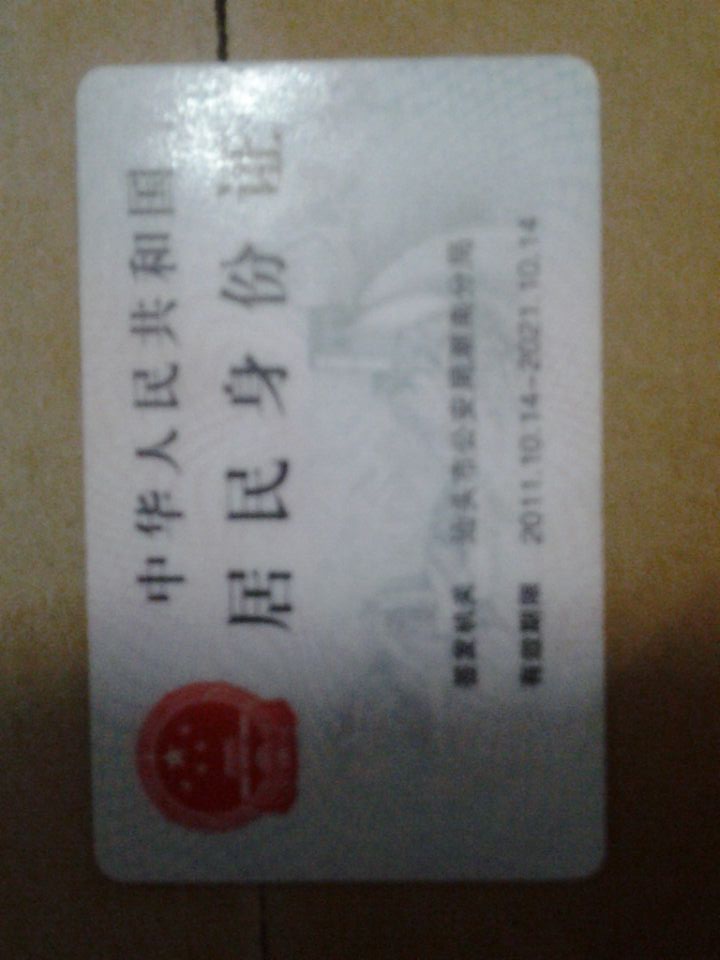 中华人民共和国
居民身份证
签发机关 汕头市公安局潮南分局
有效期限 2011.10.14-2021.10.14